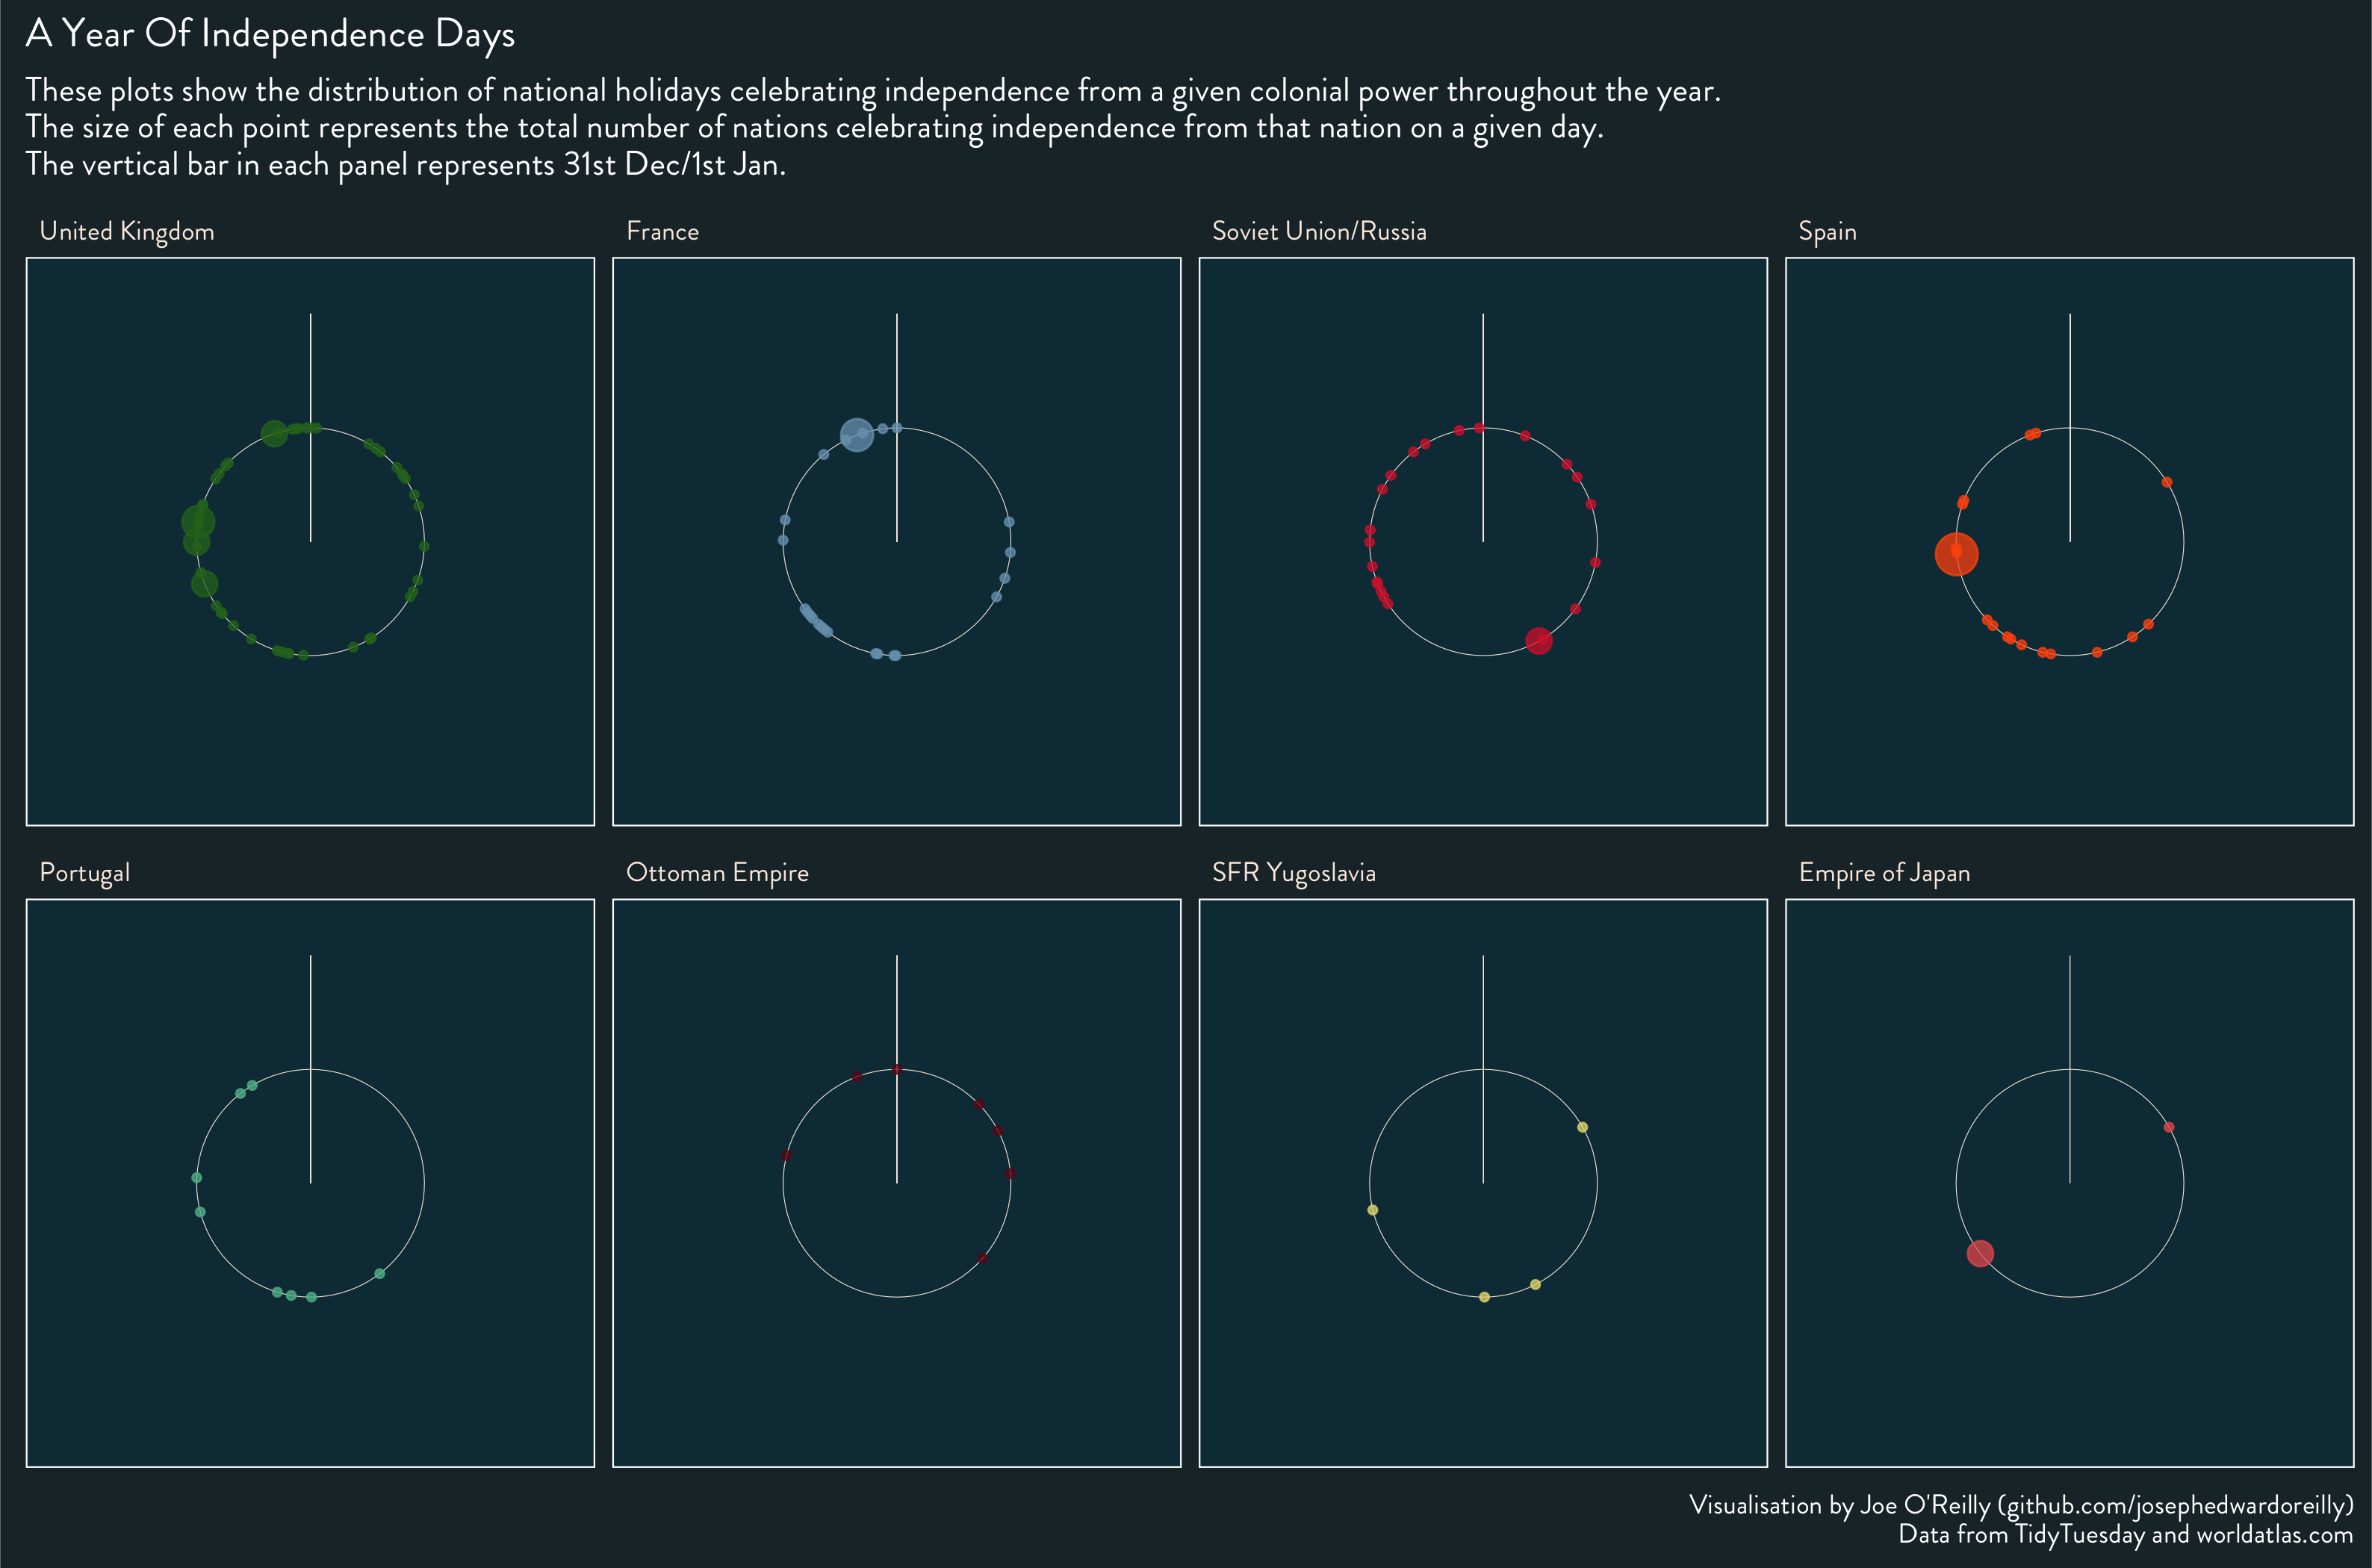 A Year Of Independence Days
These plots show the distribution of national holidays celebrating independence from a given colonial power throughout the year.
The size of each point represents the total number of nations celebrating independence from that nation on a given day.
The vertical bar in each panel represents 31st Dec/1st Jan.
United Kingdom
France
Soviet Union/Russia
Spain
Portugal
Ottoman Empire
SFR Yugoslavia
Empire of Japan
Visualisation by Joe O'Reilly (github.com/josephedwardoreilly)
Data from TidyTuesday and worldatlas.com